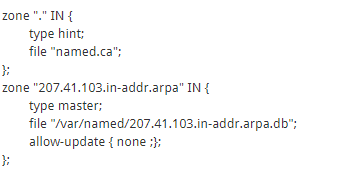 zone "." IN {
type hint;
file "named.ca";
};
zone "207.41.103.in-addr.arpa" IN {
type master;
file "/var/named/207.41.103.in-addr.arpa.db";
allow-update { none ;};
};